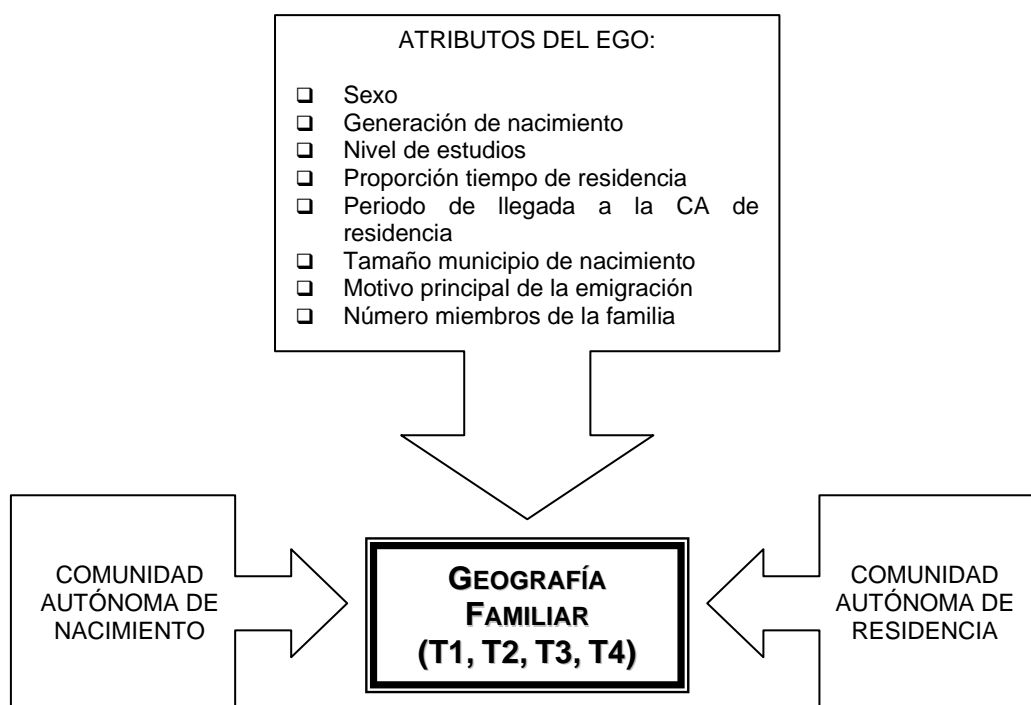 ATRIBUTOS DEL EGO:
❑ Sexo
❑ Generación de nacimiento
❑ Nivel de estudios
❑ Proporción tiempo de residencia
❑ Periodo de llegada a la CA de
residencia
❑ Tamaño municipio de nacimiento
❑ Motivo principal de la emigración
❑ Número miembros de la familia
COMUNIDAD
AUTÓNOMA DE
NACIMIENTO
GEOGRAFÍA
FAMILIAR
(T1, T2, T3, T4)
COMUNIDAD
AUTÓNOMA DE
RESIDENCIA